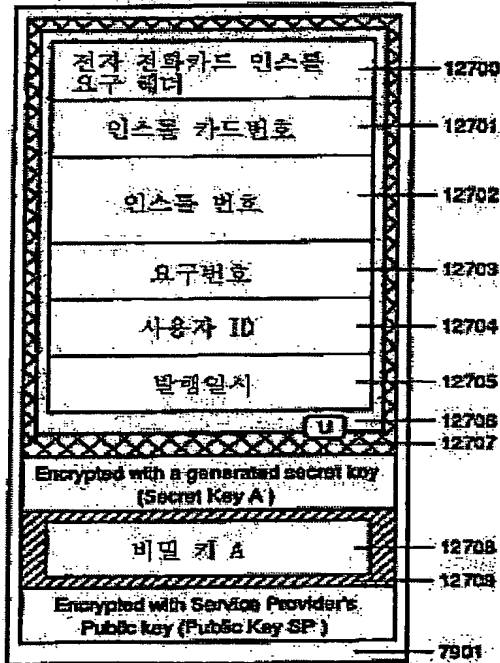 전자 전화카드 인스톨
요구 헤더
12700
인스톨 카드번호
12701
인스톨 번호
12702
요구번호
12703
사용자 ID
12704
발행일시
12705
U
12706
12707
Encrypted with a generated secret key
(Secret Key A)
비밀 키 A
12708
12709
Encrypted with Service Provider's
Public key (Public Key SP)
7901